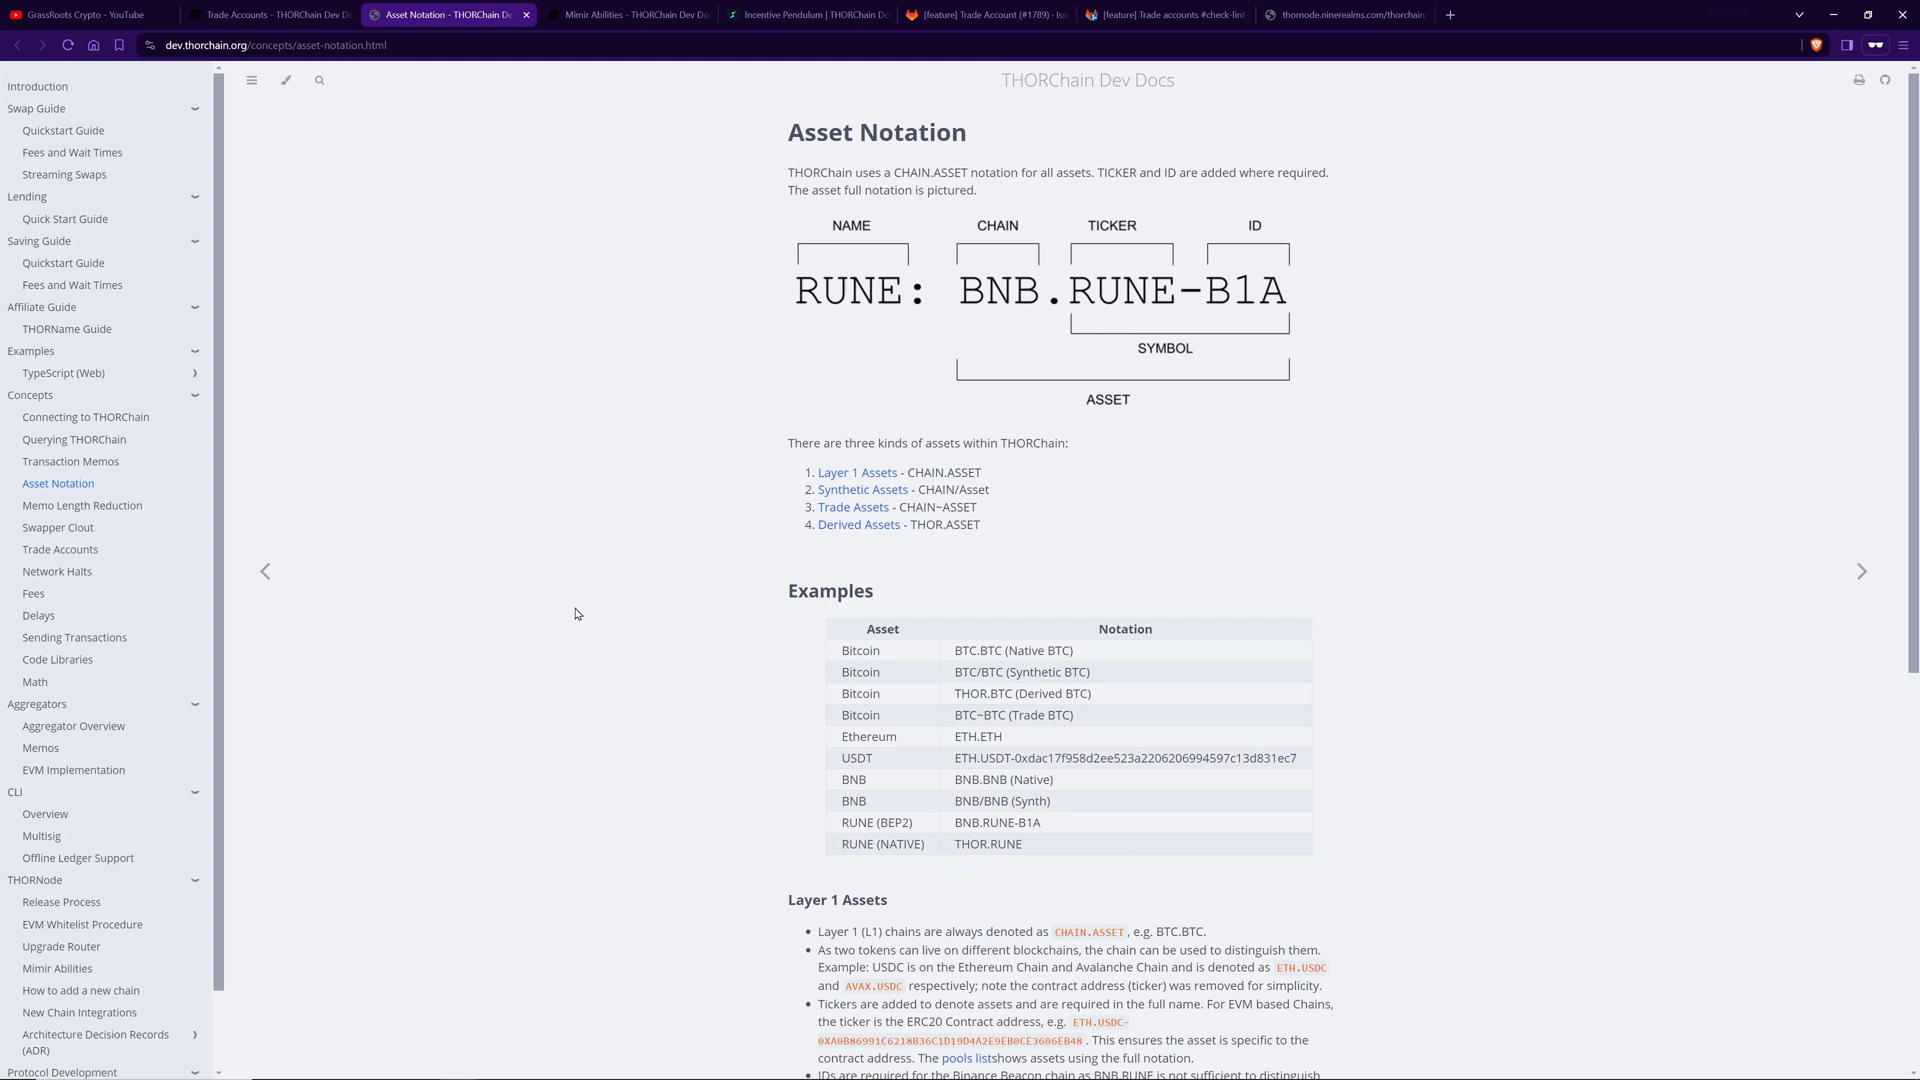 GrassRoots Crypto - YouTube
Trade Accounts - THORChain Dev Do
Asset Notation - THORChain De
Mimir Abilities - THORChain Dev Do
Incentive Pendulum | THORChain Do
[feature] Trade Account (#1789) · Iss
[feature] Trade accounts #check-lint
thornode.ninerealms.com/thorchain
dev.thorchain.org/concepts/asset-notation.html
Introduction
Swap Guide
Quickstart Guide
Fees and Wait Times
Streaming Swaps
Lending
Quick Start Guide
Saving Guide
Quickstart Guide
Fees and Wait Times
Affiliate Guide
THORName Guide
Examples
TypeScript (Web)
Concepts
Connecting to THORChain
Querying THORChain
Transaction Memos
Asset Notation
Memo Length Reduction
Swapper Clout
Trade Accounts
Network Halts
Fees
Delays
Sending Transactions
Code Libraries
Math
Aggregators
Aggregator Overview
Memos
EVM Implementation
CLI
Overview
Multisig
Offline Ledger Support
THORNode
Release Process
EVM Whitelist Procedure
Upgrade Router
Mimir Abilities
How to add a new chain
New Chain Integrations
Architecture Decision Records
(ADR)
Protocol Development
THORChain Dev Docs
Asset Notation
THORChain uses a CHAIN.ASSET notation for all assets. TICKER and ID are added where required.
The asset full notation is pictured.
NAME CHAIN TICKER ID
RUNE: BNB.RUNE-B1A
SYMBOL
ASSET
There are three kinds of assets within THORChain:
1. Layer 1 Assets - CHAIN.ASSET
2. Synthetic Assets - CHAIN/Asset
3. Trade Assets - CHAIN~ASSET
4. Derived Assets - THOR.ASSET
Examples
Asset Notation
Bitcoin BTC.BTC (Native BTC)
Bitcoin BTC/BTC (Synthetic BTC)
Bitcoin THOR.BTC (Derived BTC)
Bitcoin BTC~BTC (Trade BTC)
Ethereum ETH.ETH
USDT ETH.USDT-0xdac17f958d2ee523a2206206994597c13d831ec7
BNB BNB.BNB (Native)
BNB BNB/BNB (Synth)
RUNE (BEP2) BNB.RUNE-B1A
RUNE (NATIVE) THOR.RUNE
Layer 1 Assets
• Layer 1 (L1) chains are always denoted as CHAIN.ASSET, e.g. BTC.BTC.
• As two tokens can live on different blockchains, the chain can be used to distinguish them.
Example: USDC is on the Ethereum Chain and Avalanche Chain and is denoted as ETH.USDC
and AVAX.USDC respectively; note the contract address (ticker) was removed for simplicity.
• Tickers are added to denote assets and are required in the full name. For EVM based Chains,
the ticker is the ERC20 Contract address, e.g. ETH.USDC-
0XA0B86991C6218B36C1D19D4A2E9EB0CE3606EB48. This ensures the asset is specific to the
contract address. The pools listshows assets using the full notation.
• IDs are required for the Binance Beacon chain as BNB.RUNE is not sufficient to distinguish